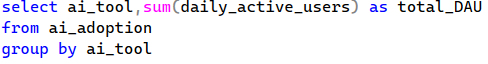 select ai_tool,sum(daily_active_users) as total_DAU
from ai_adoption
group by ai_tool